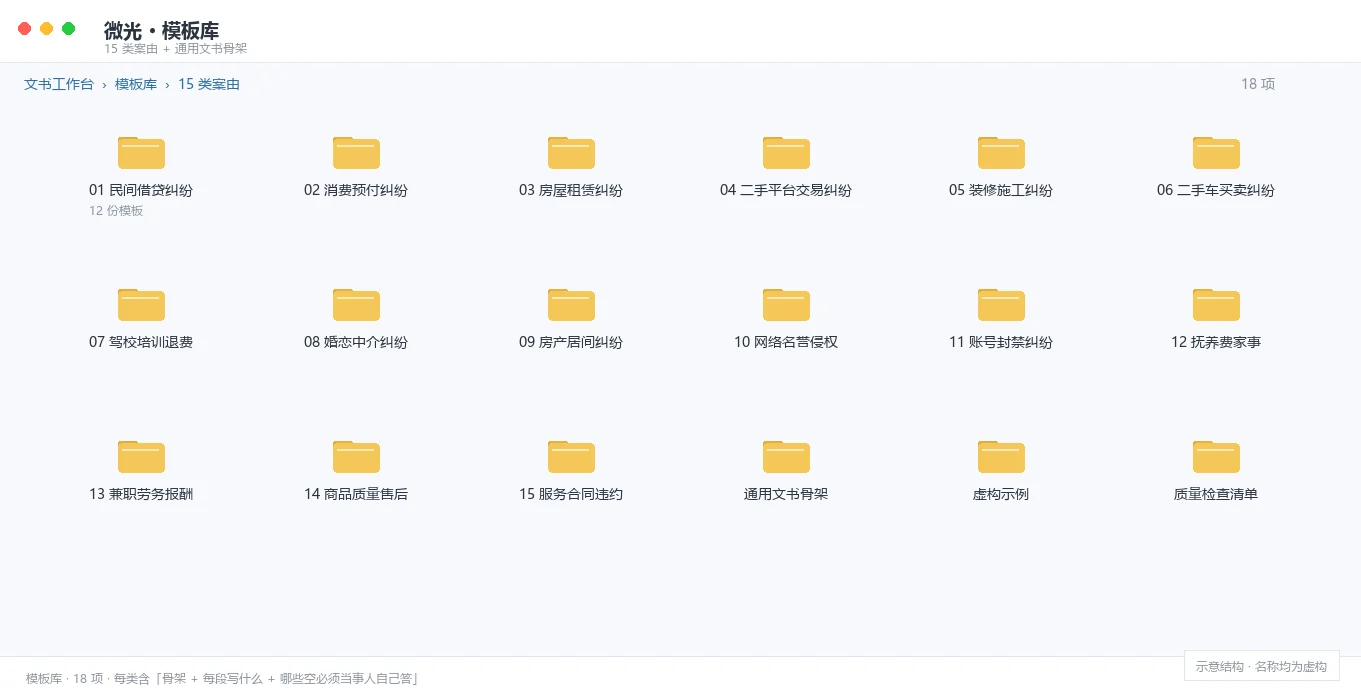 微光·模板库
15 类案由 + 通用文书骨架
文书工作台 › 模板库 › 15 类案由
18 项
01 民间借贷纠纷
12 份模板
02 消费预付纠纷
03 房屋租赁纠纷
04 二手平台交易纠纷
05 装修施工纠纷
06 二手车买卖纠纷
07 驾校培训退费
08 婚恋中介纠纷
09 房产居间纠纷
10 网络名誉侵权
11 账号封禁纠纷
12 抚养费家事
13 兼职劳务报酬
14 商品质量售后
15 服务合同违约
通用文书骨架
虚构示例
质量检查清单
模板库 · 18 项 · 每类含「骨架 + 每段写什么 + 哪些空必须当事人自己答」
示意结构 · 名称均为虚构